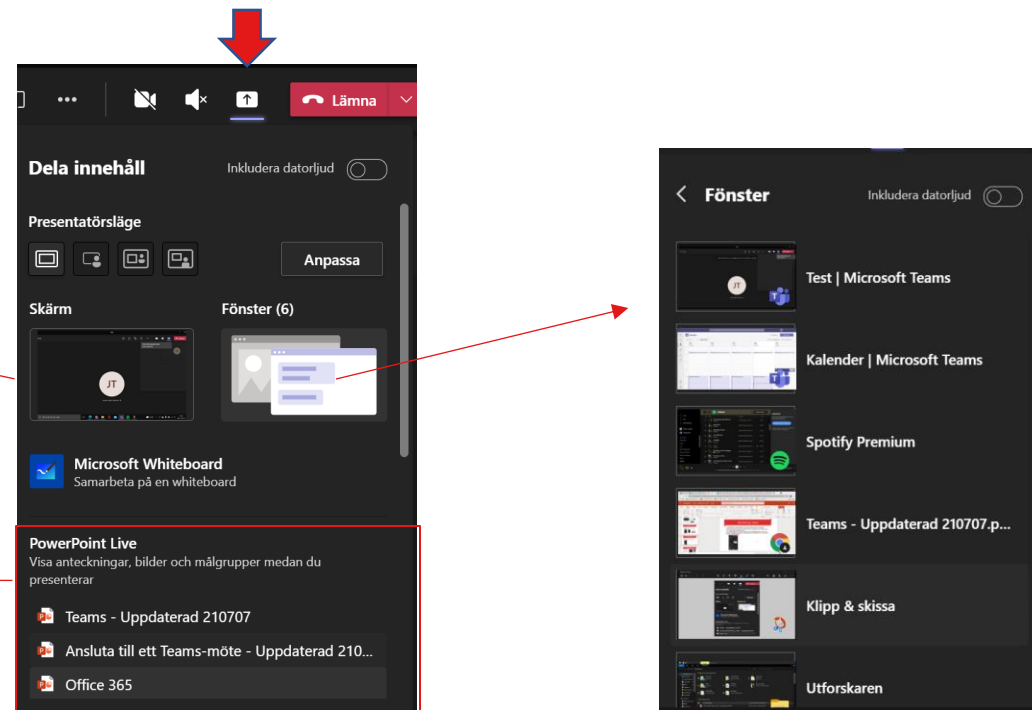 Lämna
Dela innehåll
Inkludera datorljud
Presentatörsläge
Anpassa
Skärm
Fönster (6)
JT
Microsoft Whiteboard
Samarbeta på en whiteboard
PowerPoint Live
Visa anteckningar, bilder och målgrupper medan du
presenterar
Teams - Uppdaterad 210707
Ansluta till ett Teams-möte - Uppdaterad 210...
Office 365
Fönster
Inkludera datorljud
JT
Test | Microsoft Teams
Kalender | Microsoft Teams
Spotify Premium
Teams - Uppdaterad 210707.p...
Klipp & skissa
Utforskaren